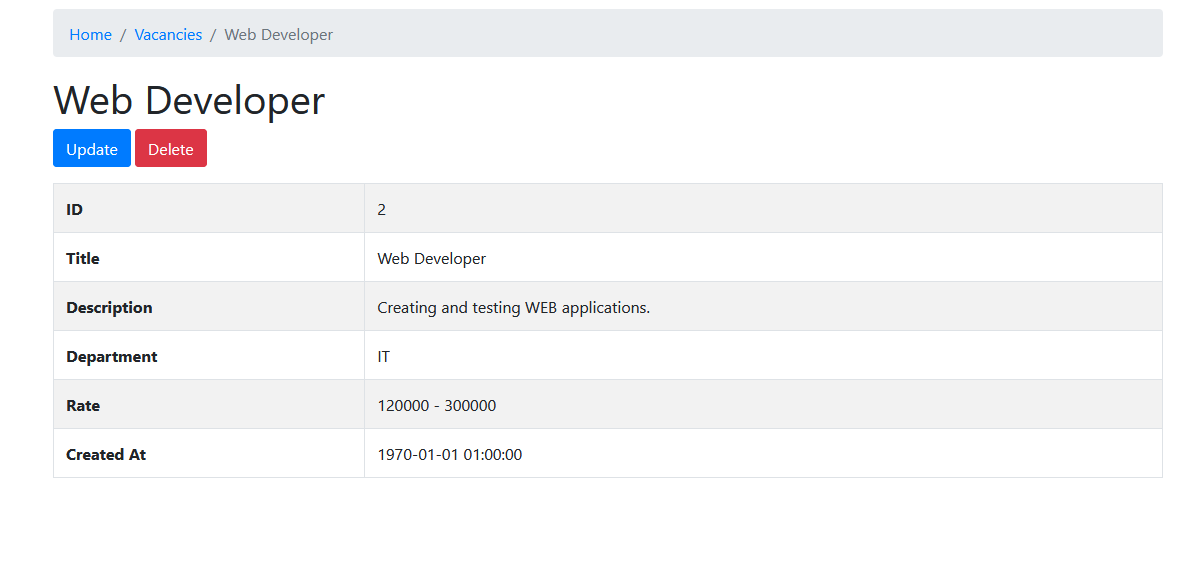 Home / Vacancies / Web Developer
Web Developer
Update Delete
ID 2
Title Web Developer
Description Creating and testing WEB applications.
Department IT
Rate 120000 - 300000
Created At 1970-01-01 01:00:00